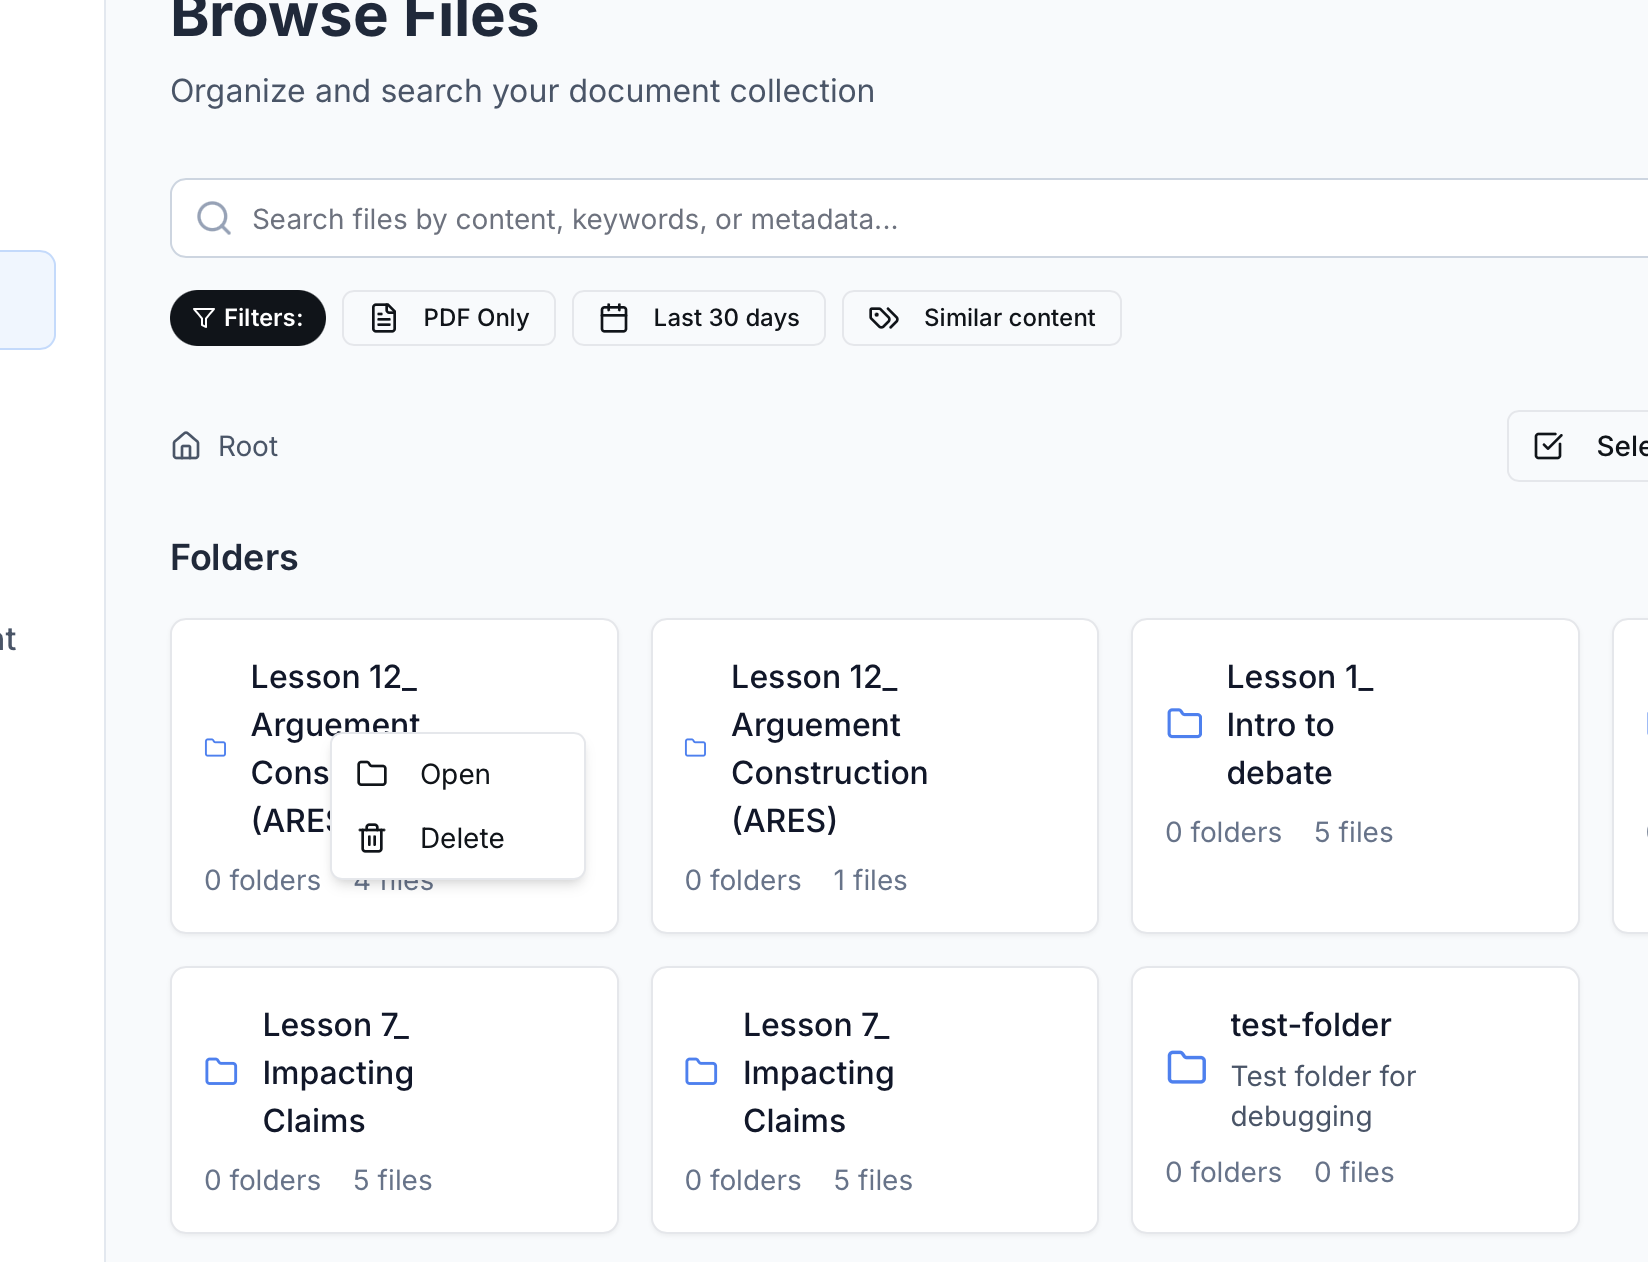 Browse Files
Organize and search your document collection
Search files by content, keywords, or metadata...
Filters:
PDF Only
Last 30 days
Similar content
Root
Folders
Lesson 12_
Arguement
Open
Delete
0 folders 4 files
Lesson 12_
Arguement
Construction
(ARES)
0 folders 1 files
Lesson 1_
Intro to
debate
0 folders 5 files
Lesson 7_
Impacting
Claims
0 folders 5 files
Lesson 7_
Impacting
Claims
0 folders 5 files
test-folder
Test folder for
debugging
0 folders 0 files